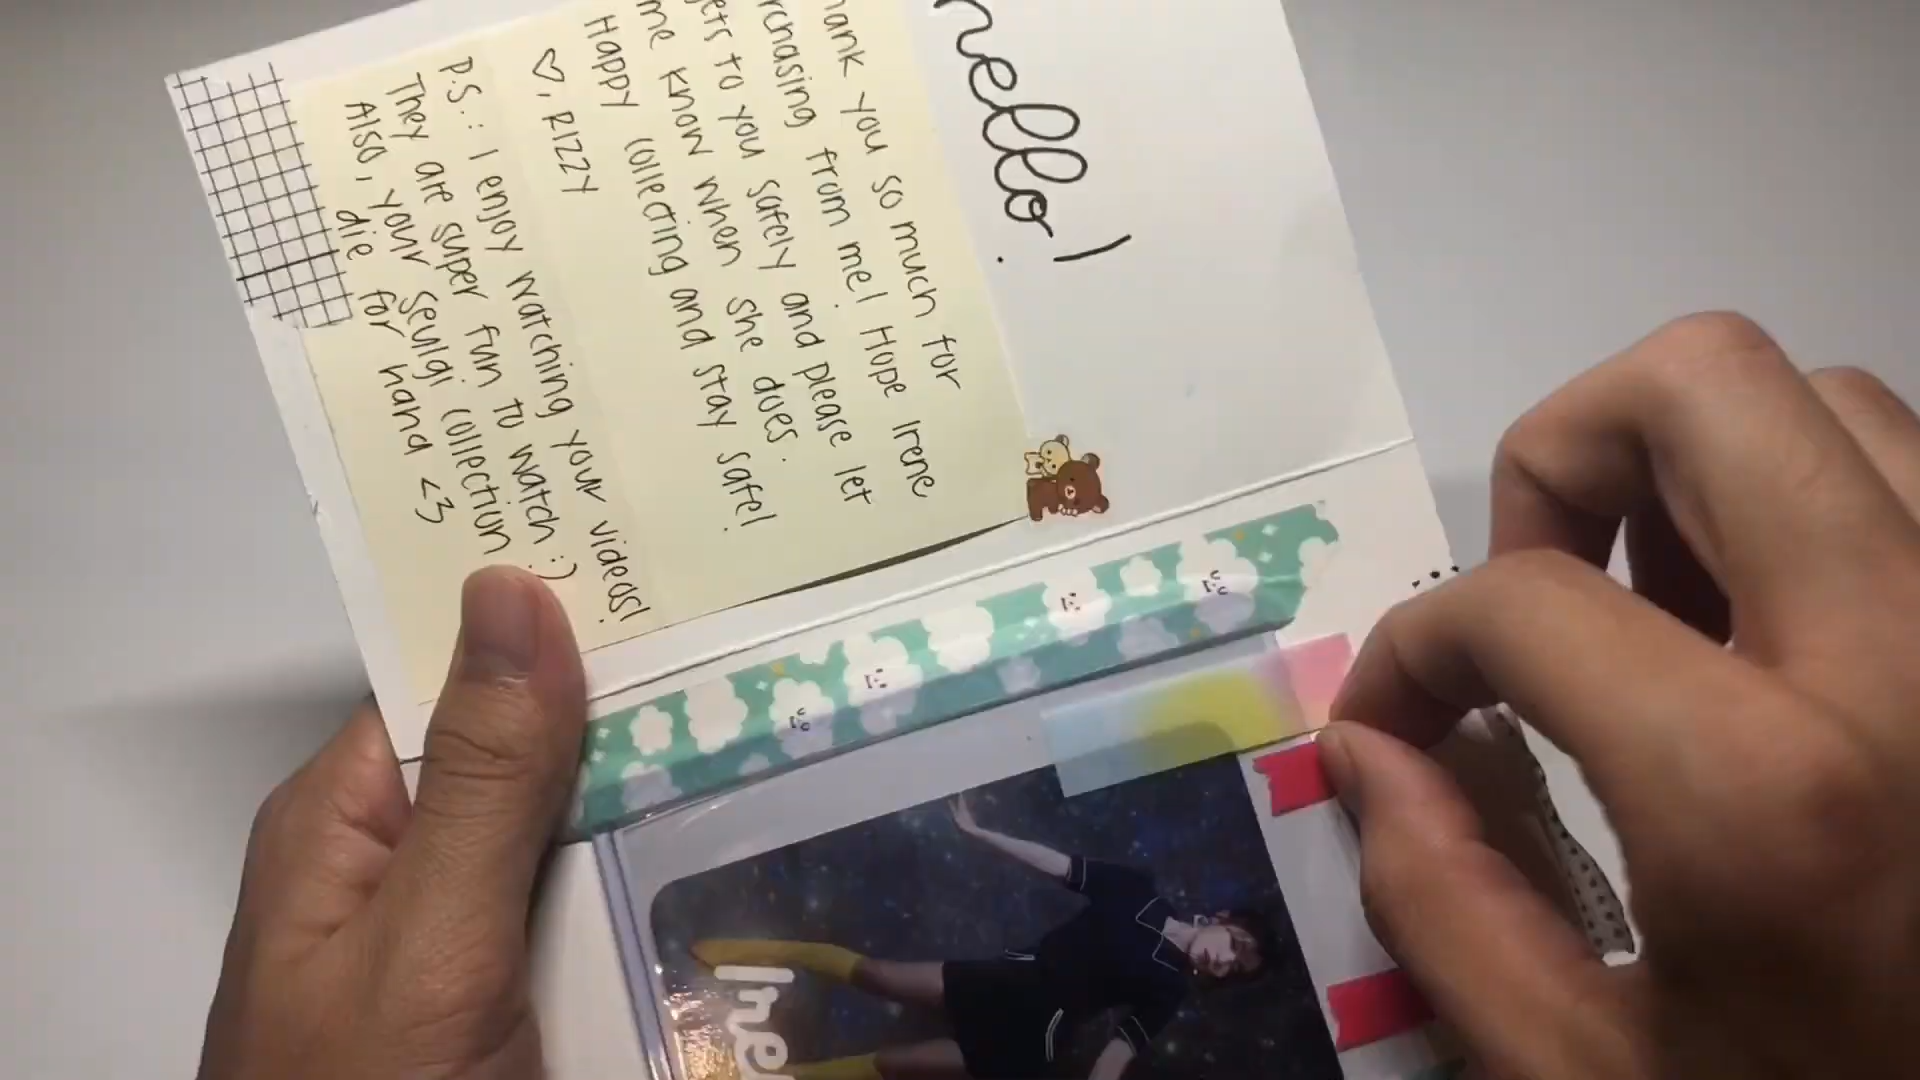 hello!
hank you so much for
rchasing from me! Hope Irene
ets to you safely and please let
me know when she does.
Happy collecting and stay safe!
♡, RIZZY
P.S.: I enjoy watching your videos!
They are super fun to watch :)
Also, your seulgi collection
die for hand <3
Ire